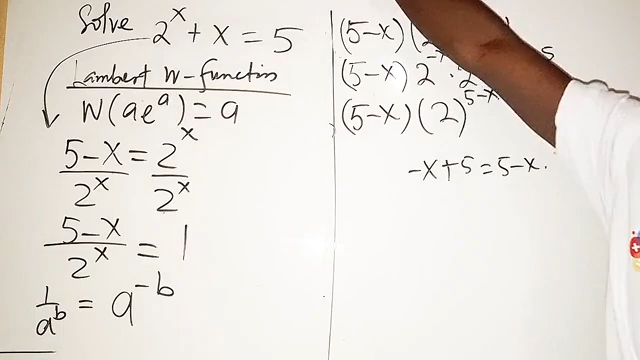 Solve 2^x + x = 5
Lambert W-function
W(ae^a) = a
5-x/2^x = 2^x/2^x
5-x/2^x = 1
1/a^b = a^-b
(5-x)(2
(5-x) 2^-x · 2^5
(5-x)(2)^5-x
-x+5 = 5-x.